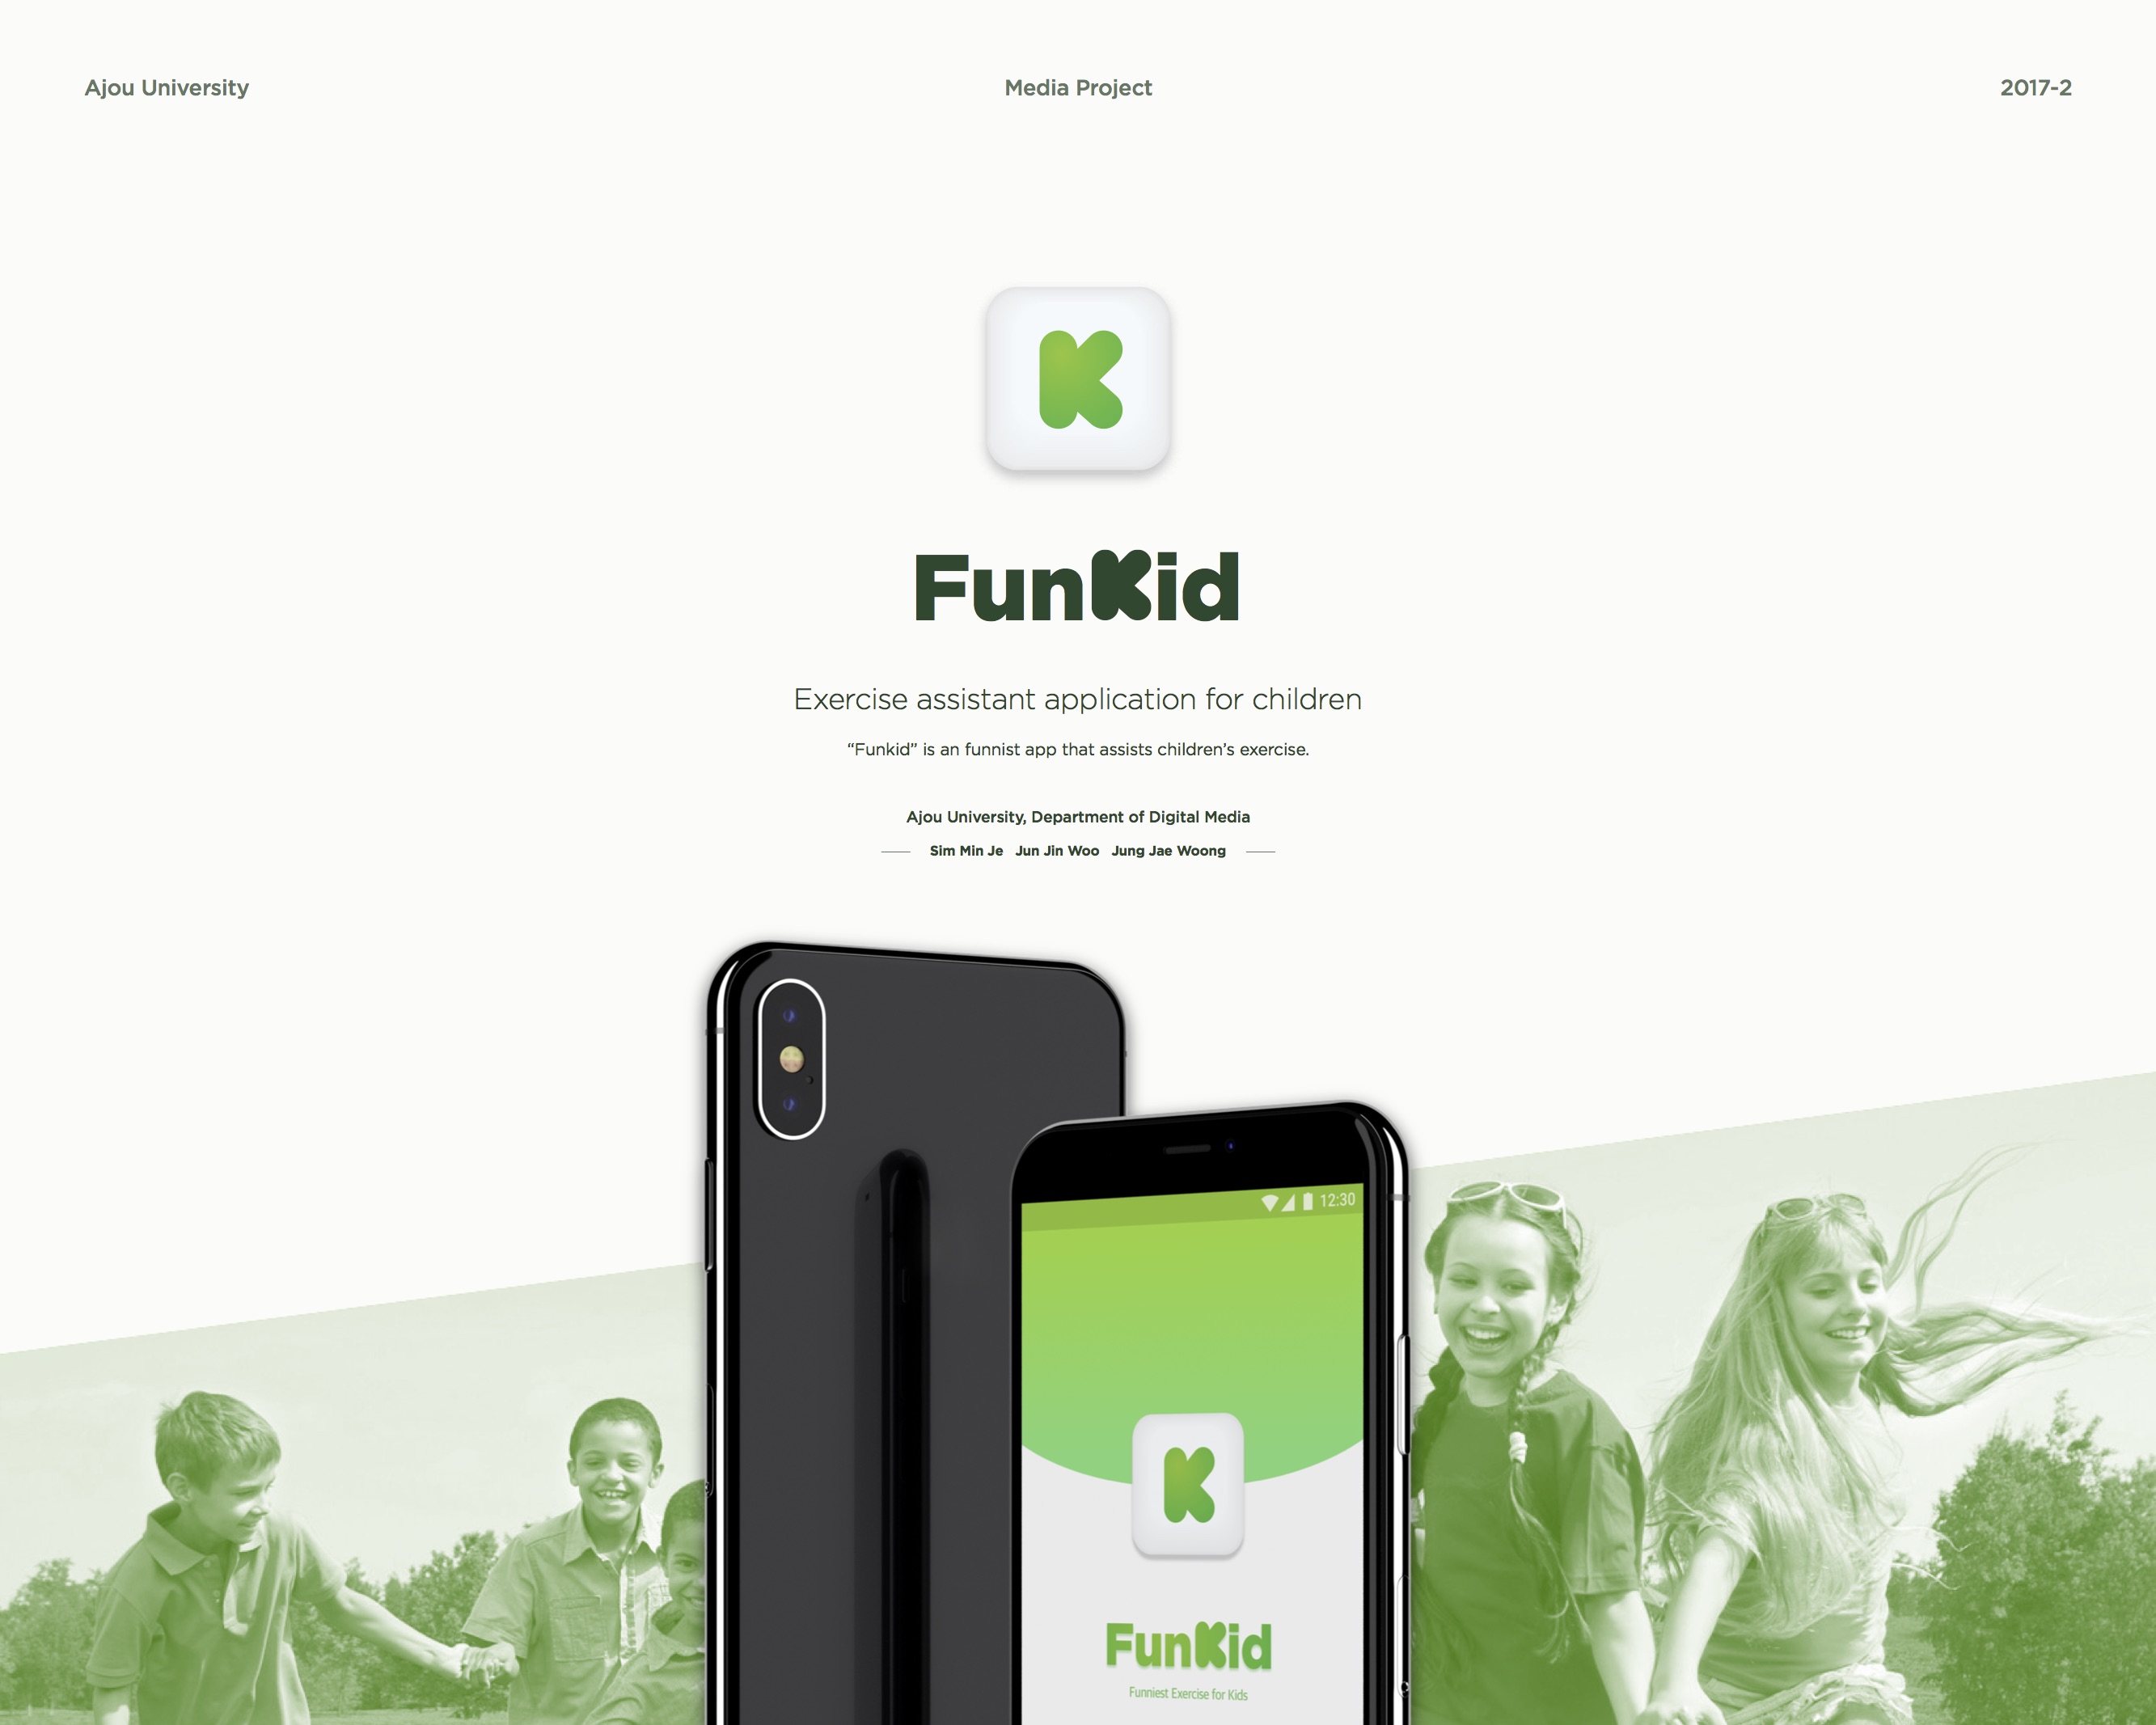 Ajou University
Media Project
2017-2
K
FunKid
Exercise assistant application for children
“Funkid” is an funnist app that assists children’s exercise.
Ajou University, Department of Digital Media
Sim Min Je Jun Jin Woo Jung Jae Woong
12:30
K
FunKid
Funniest Exercise for Kids